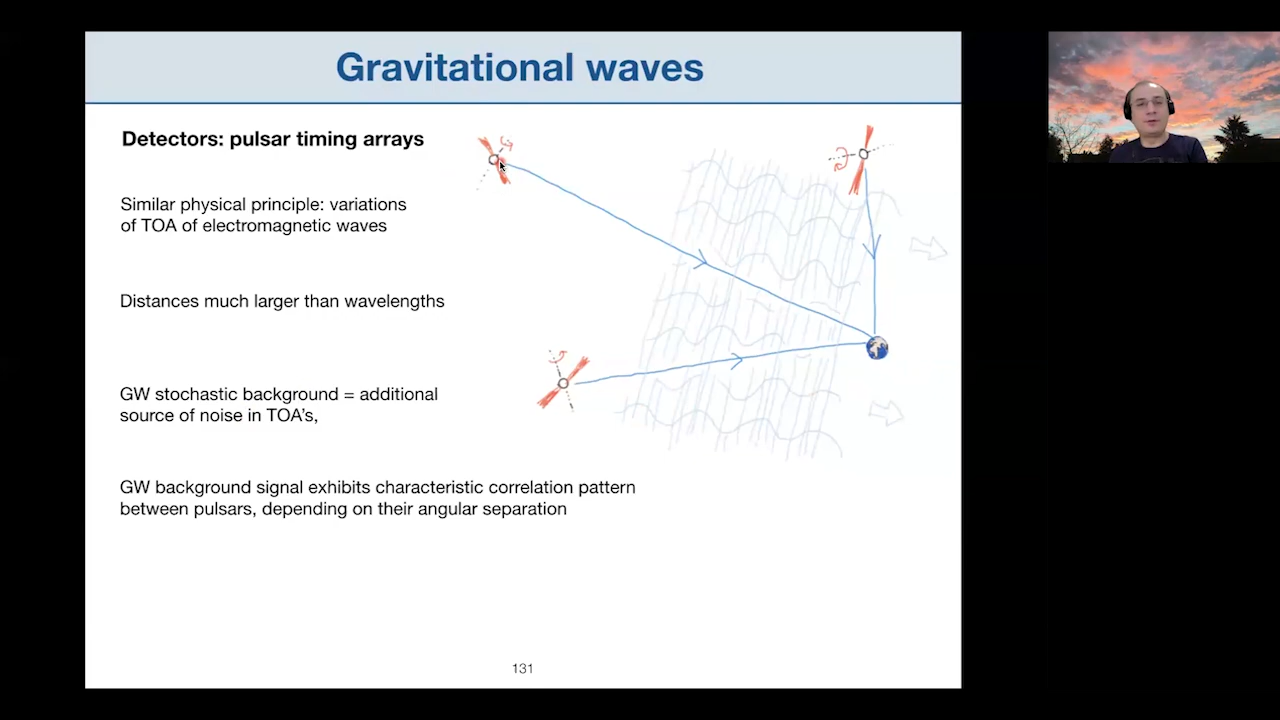 Gravitational waves
Detectors: pulsar timing arrays
Similar physical principle: variations
of TOA of electromagnetic waves
Distances much larger than wavelengths
GW stochastic background = additional
source of noise in TOA's,
GW background signal exhibits characteristic correlation pattern
between pulsars, depending on their angular separation
131